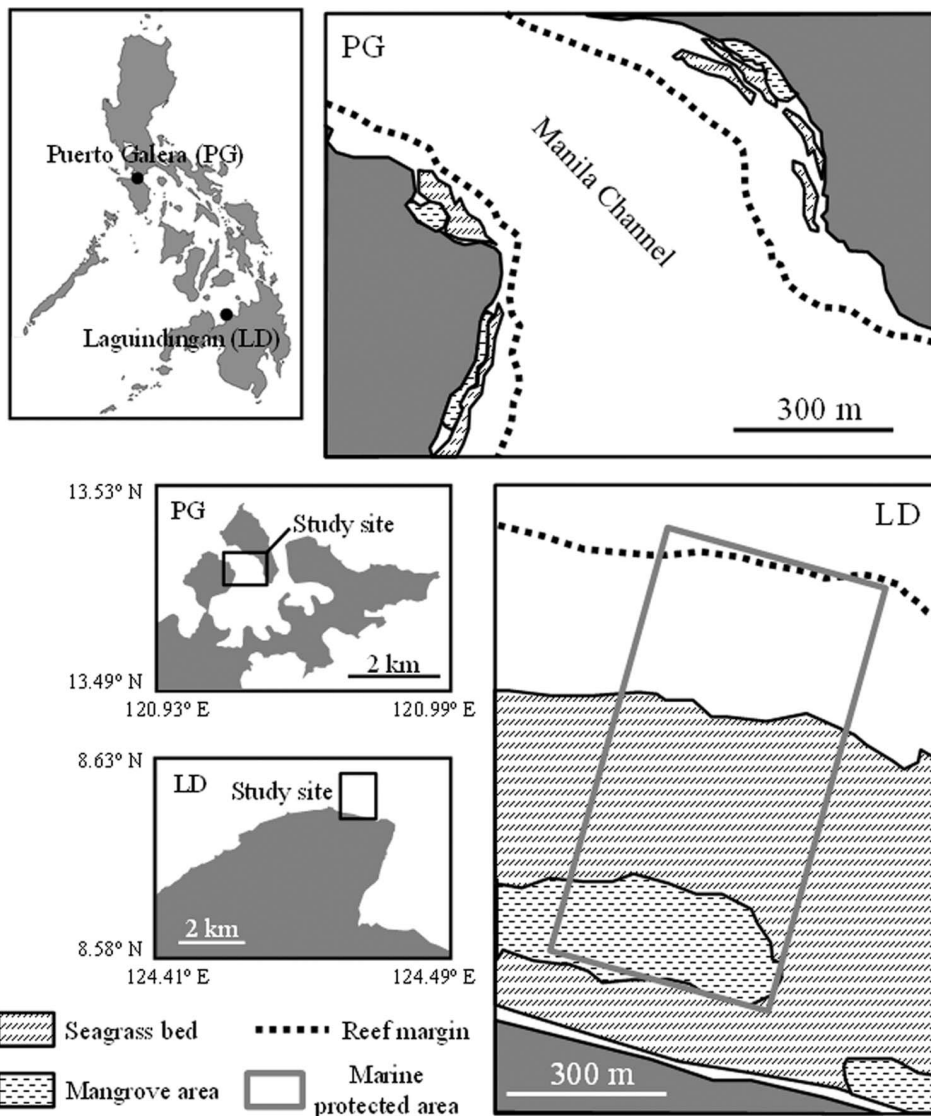 Puerto Galera (PG)
Laguindingan (LD)
PG
Manila Channel
300 m
13.53° N
PG
Study site
2 km
13.49° N
120.93° E
120.99° E
8.63° N
LD
Study site
2 km
8.58° N
124.41° E
124.49° E
LD
300 m
Seagrass bed
Reef margin
Mangrove area
Marine
protected area